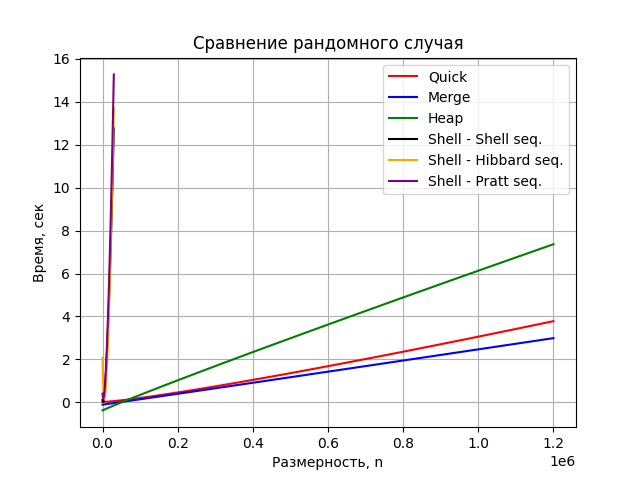 Сравнение рандомного случая
16
14
12
10
8
6
4
2
0
Время, сек
Quick
Merge
Heap
Shell - Shell seq.
Shell - Hibbard seq.
Shell - Pratt seq.
0.0 0.2 0.4 0.6 0.8 1.0 1.2
1e6
Размерность, n